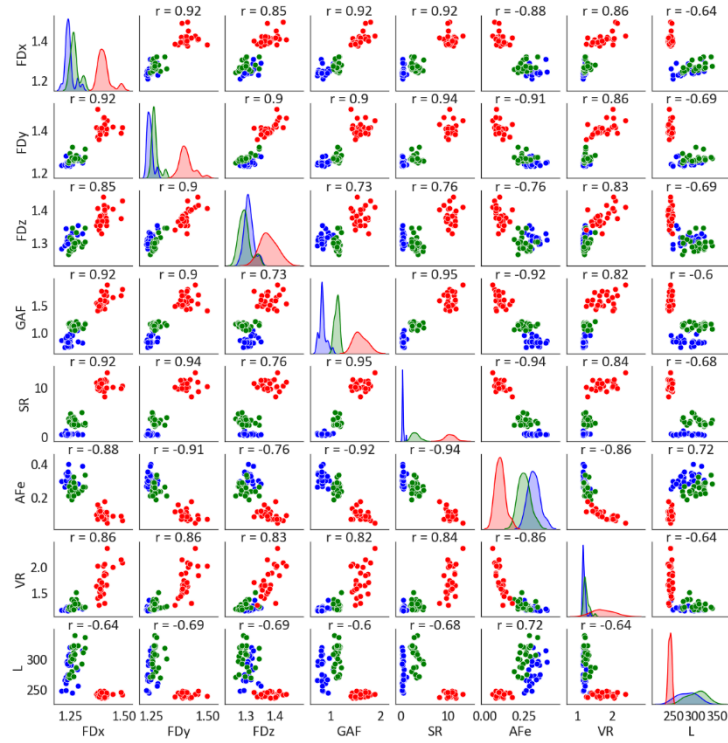 r = 0.92 r = 0.85 r = 0.92 r = 0.92 r = -0.88 r = 0.86 r = -0.64
FDx 1.4 1.2
r = 0.92 r = 0.9 r = 0.9 r = 0.94 r = -0.91 r = 0.86 r = -0.69
FDy 1.4 1.2
r = 0.85 r = 0.9 r = 0.73 r = 0.76 r = -0.76 r = 0.83 r = -0.69
FDz 1.4 1.3
r = 0.92 r = 0.9 r = 0.73 r = 0.95 r = -0.92 r = 0.82 r = -0.6
GAF 1.5 1.0
r = 0.92 r = 0.94 r = 0.76 r = 0.95 r = -0.94 r = 0.84 r = -0.68
SR 10 0
r = -0.88 r = -0.91 r = -0.76 r = -0.92 r = -0.94 r = -0.86 r = 0.72
AFe 0.4 0.2
r = 0.86 r = 0.86 r = 0.83 r = 0.82 r = 0.84 r = -0.86 r = -0.64
VR 2.0 1.5
r = -0.64 r = -0.69 r = -0.69 r = -0.6 r = -0.68 r = 0.72 r = -0.64
L 300 250
1.25 1.50 1.25 1.50 1.3 1.4 1 2 0 10 0.00 0.25 1 2 250 300 350
FDx FDy FDz GAF SR AFe VR L